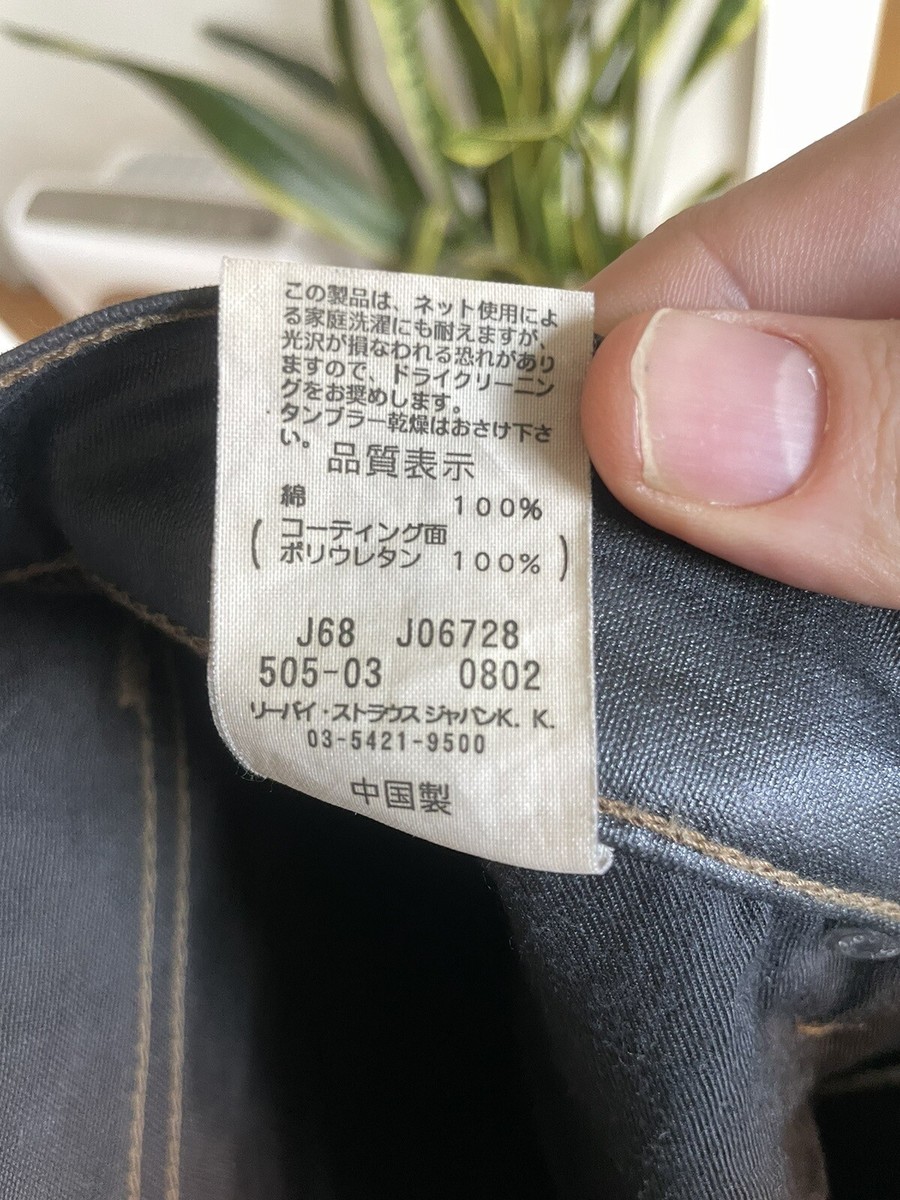 この製品は、ネット使用によ
る家庭洗濯にも耐えますが、
光沢が損なわれる恐れがあり
ますので、ドライクリーニン
グをお奨めします。
タンブラー乾燥はおさけ下さ
い。
品質表示
綿 100%
(コーティング面
ポリウレタン 100%)
J68 J06728
505-03 0802
リーバイ・ストラウス ジャパンK.K.
03-5421-9500
中国製